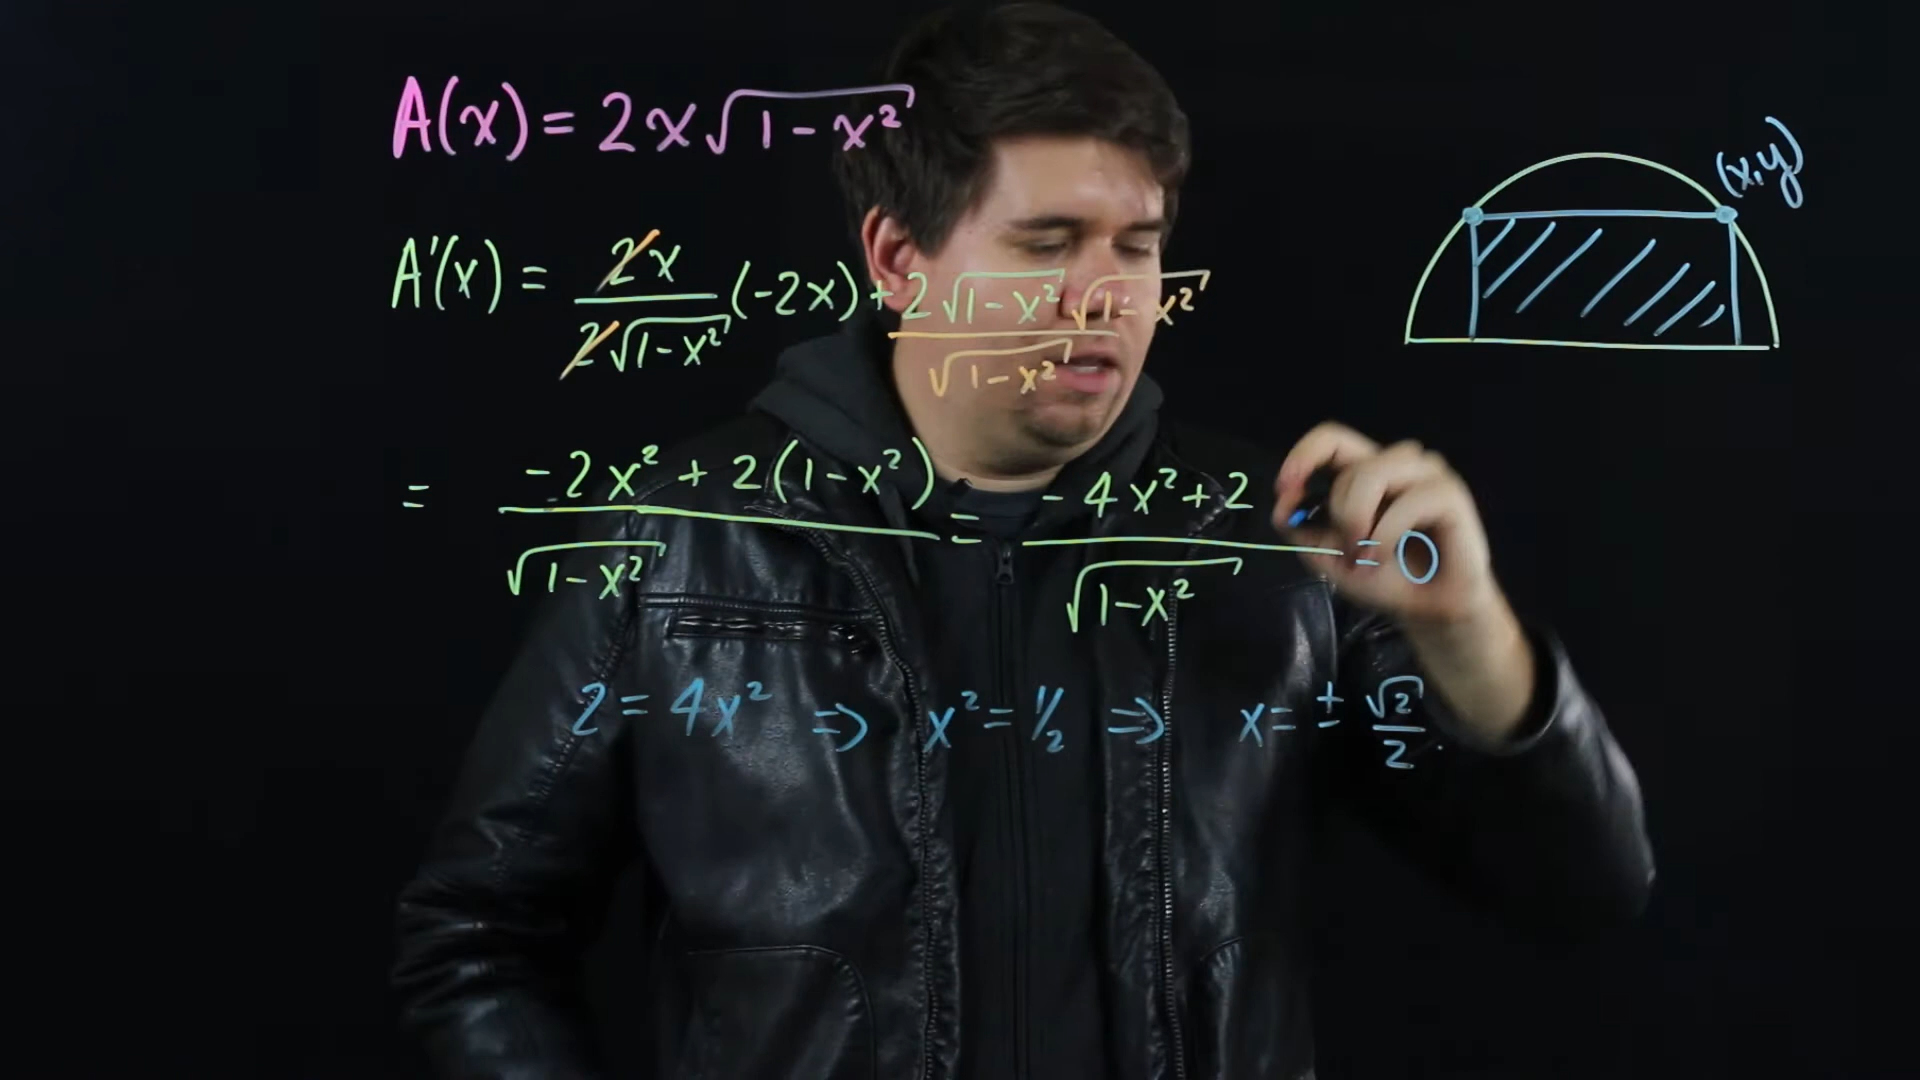 A(x) = 2x√(1-x²)
(x,y)
A'(x) = 2x/(2√(1-x²)) (-2x) + 2√(1-x²) √(1-x²)/√(1-x²)
= (-2x² + 2(1-x²))/√(1-x²) = (-4x²+2)/√(1-x²) = 0
2 = 4x² ⇒ x² = 1/2 ⇒ x = ± √2/2.